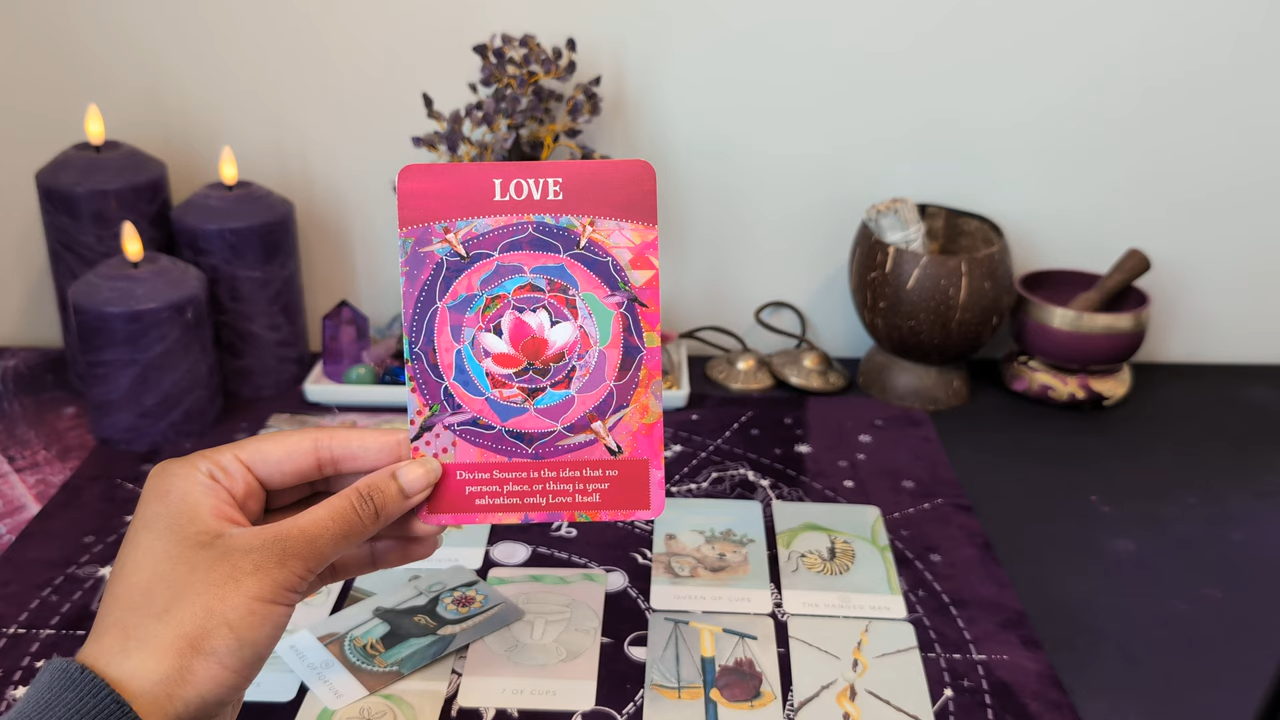 LOVE
Divine Source is the idea that no
person, place, or thing is your
salvation, only Love Itself.
QUEEN OF CUPS
THE HANGED MAN
WHEEL OF FORTUNE
7 OF CUPS